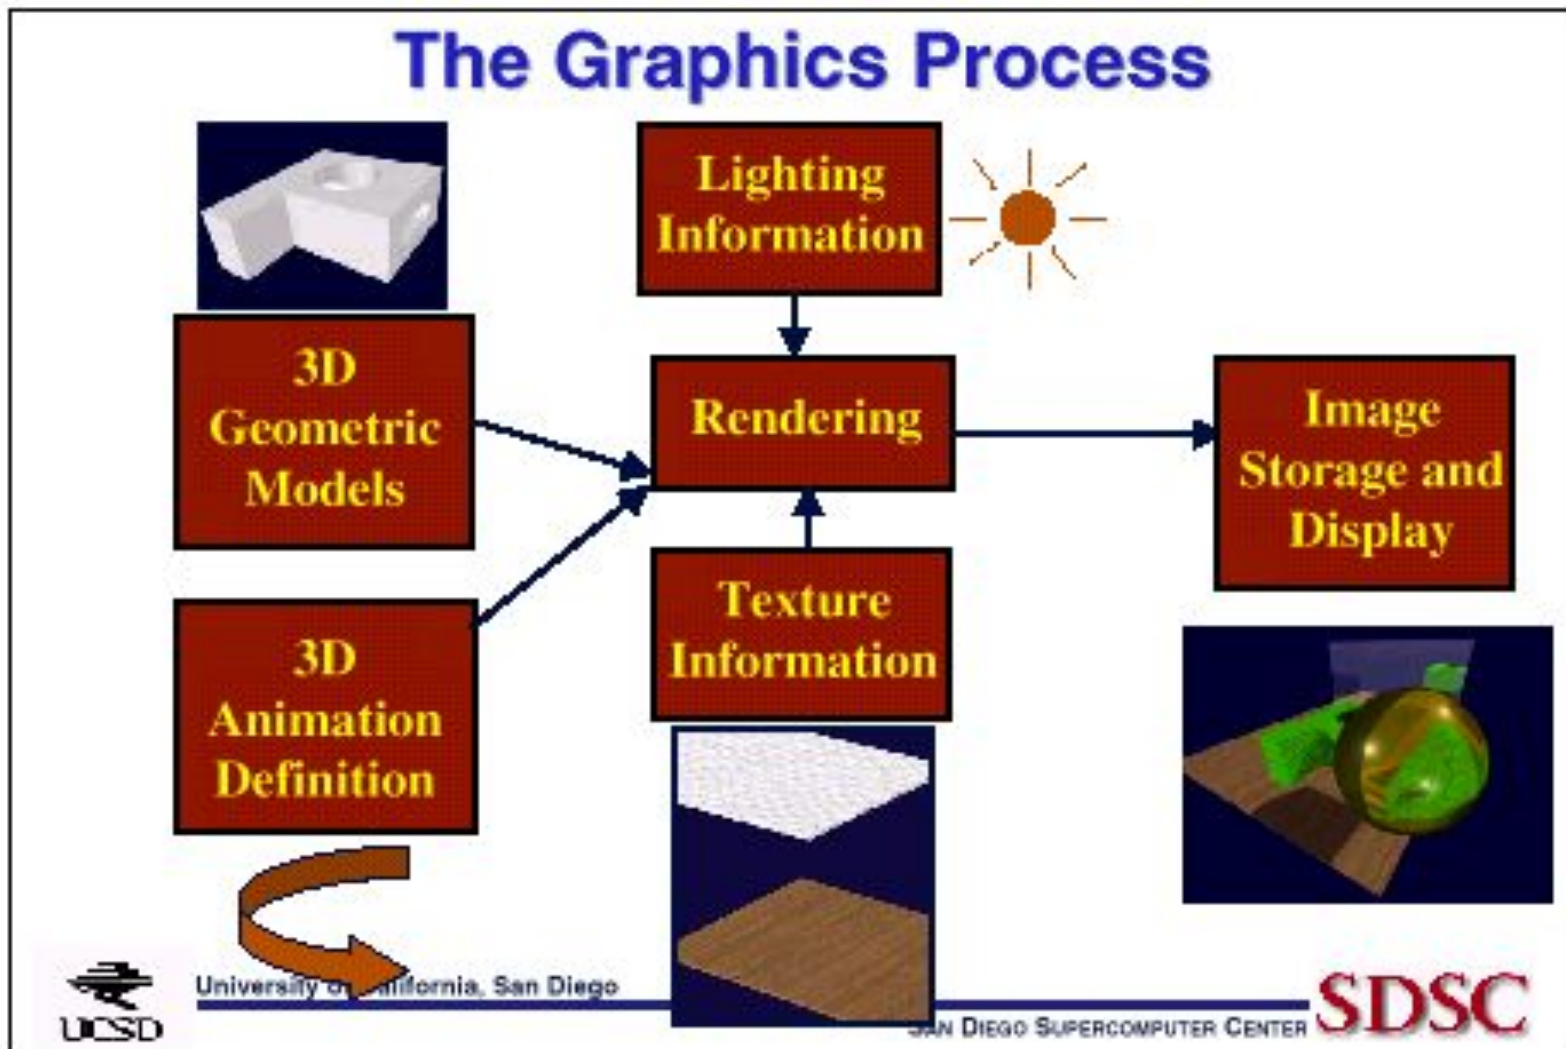 The Graphics Process
Lighting
Information
3D
Geometric
Models
Rendering
Image
Storage and
Display
3D
Animation
Definition
Texture
Information
University of California, San Diego
UCSD
SAN DIEGO SUPERCOMPUTER CENTER
SDSC